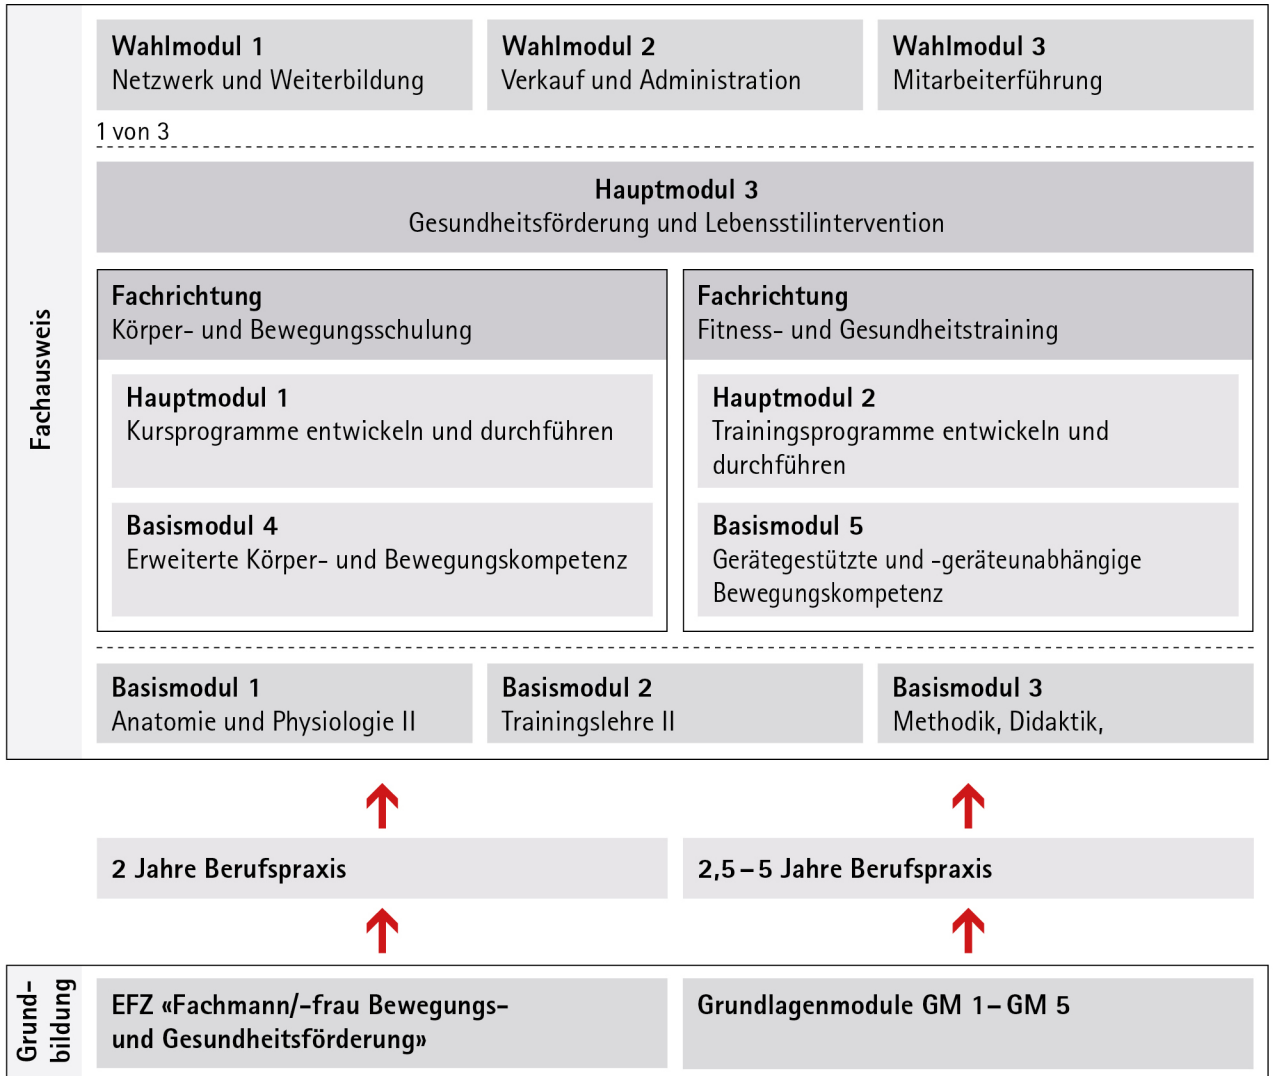 Fachausweis
Wahlmodul 1
Netzwerk und Weiterbildung
Wahlmodul 2
Verkauf und Administration
Wahlmodul 3
Mitarbeiterführung
1 von 3
Hauptmodul 3
Gesundheitsförderung und Lebensstilintervention
Fachrichtung
Körper- und Bewegungsschulung
Hauptmodul 1
Kursprogramme entwickeln und durchführen
Basismodul 4
Erweiterte Körper- und Bewegungskompetenz
Fachrichtung
Fitness- und Gesundheitstraining
Hauptmodul 2
Trainingsprogramme entwickeln und
durchführen
Basismodul 5
Gerätegestützte und -geräteunabhängige
Bewegungskompetenz
Basismodul 1
Anatomie und Physiologie II
Basismodul 2
Trainingslehre II
Basismodul 3
Methodik, Didaktik,
2 Jahre Berufspraxis
2,5 – 5 Jahre Berufspraxis
Grund-
bildung
EFZ «Fachmann/-frau Bewegungs-
und Gesundheitsförderung»
Grundlagenmodule GM 1 – GM 5